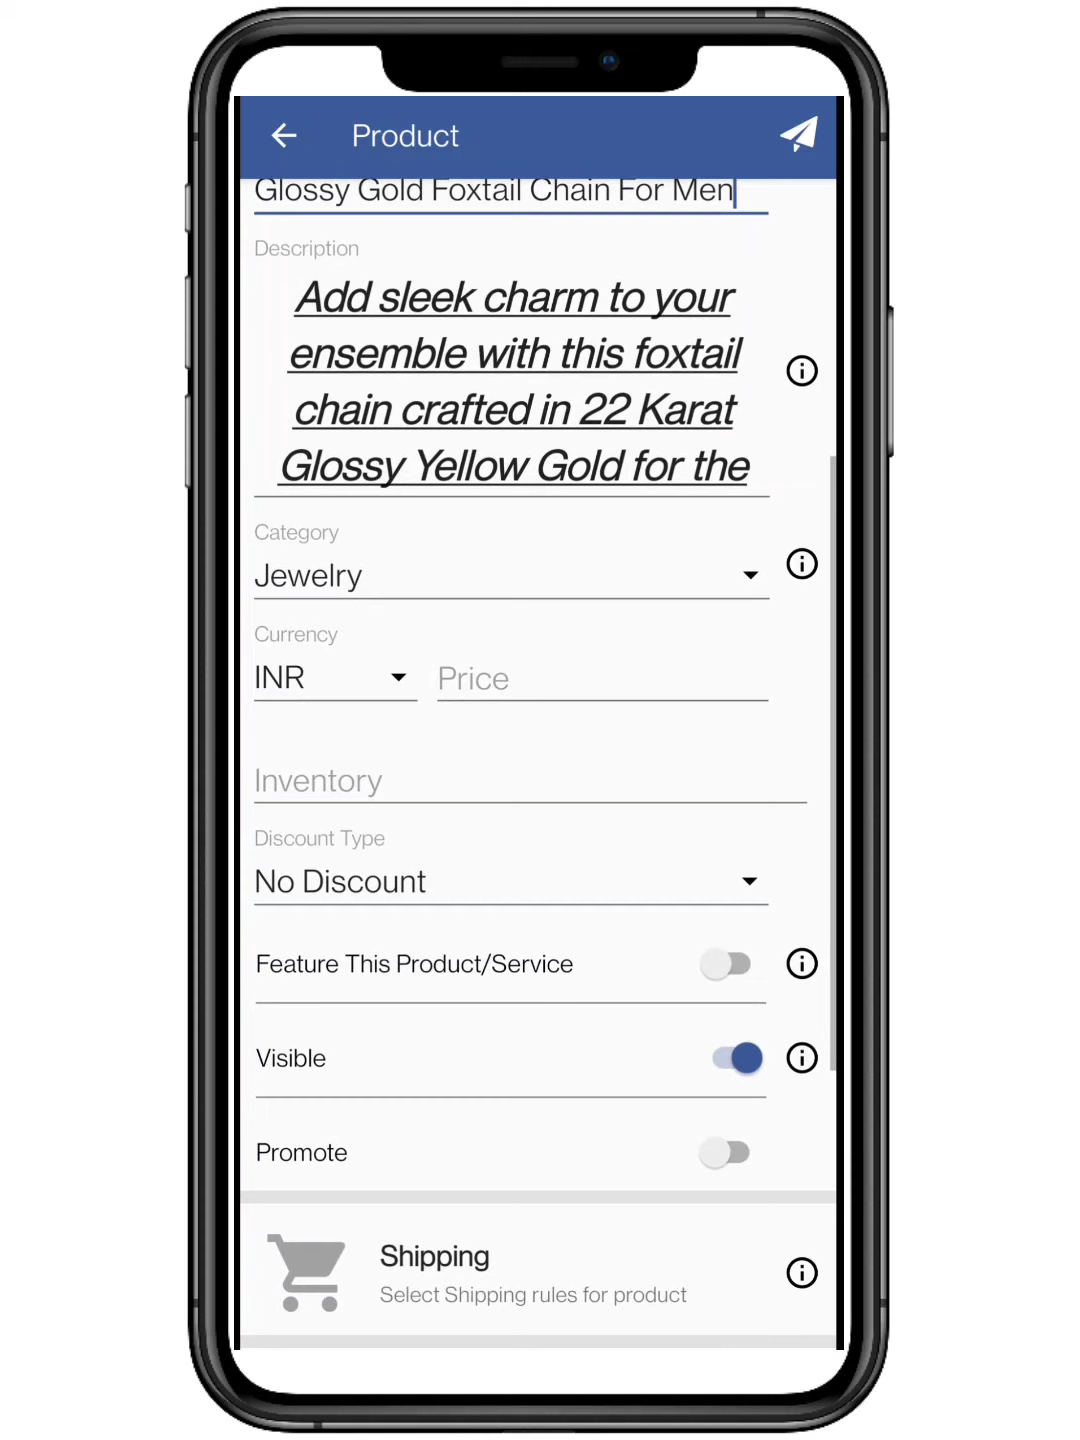 Product
Glossy Gold Foxtail Chain For Men
Description
Add sleek charm to your
ensemble with this foxtail
chain crafted in 22 Karat
Glossy Yellow Gold for the
Category
Jewelry
Currency
INR Price
Inventory
Discount Type
No Discount
Feature This Product/Service
Visible
Promote
Shipping
Select Shipping rules for product